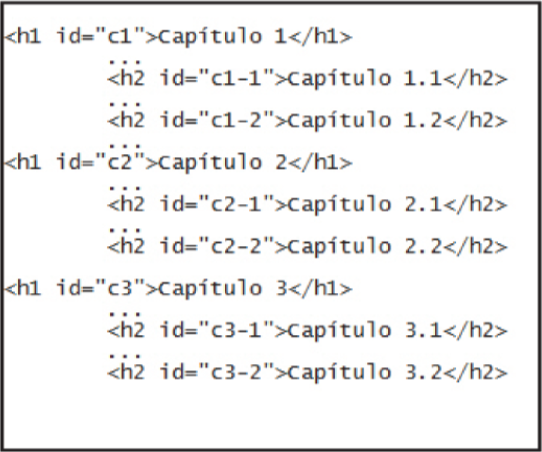 <h1 id="c1">Capítulo 1</h1>
...
<h2 id="c1-1">Capítulo 1.1</h2>
...
<h2 id="c1-2">Capítulo 1.2</h2>
...
<h1 id="c2">Capítulo 2</h1>
...
<h2 id="c2-1">Capítulo 2.1</h2>
...
<h2 id="c2-2">Capítulo 2.2</h2>
<h1 id="c3">Capítulo 3</h1>
...
<h2 id="c3-1">Capítulo 3.1</h2>
...
<h2 id="c3-2">Capítulo 3.2</h2>